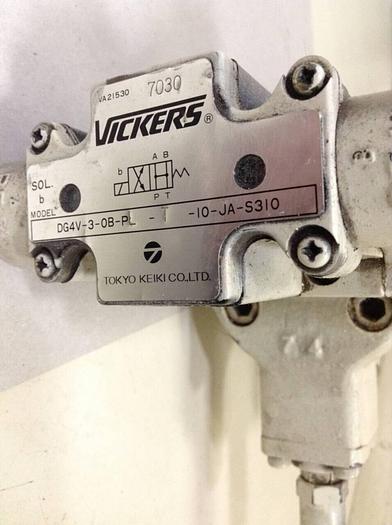 VA21530 7030
VICKERS®
SOL.
b
b A B
P T
MODEL DG4V-3-0B-PL - T -10-JA-S310
TOKYO KEIKI CO.,LTD.